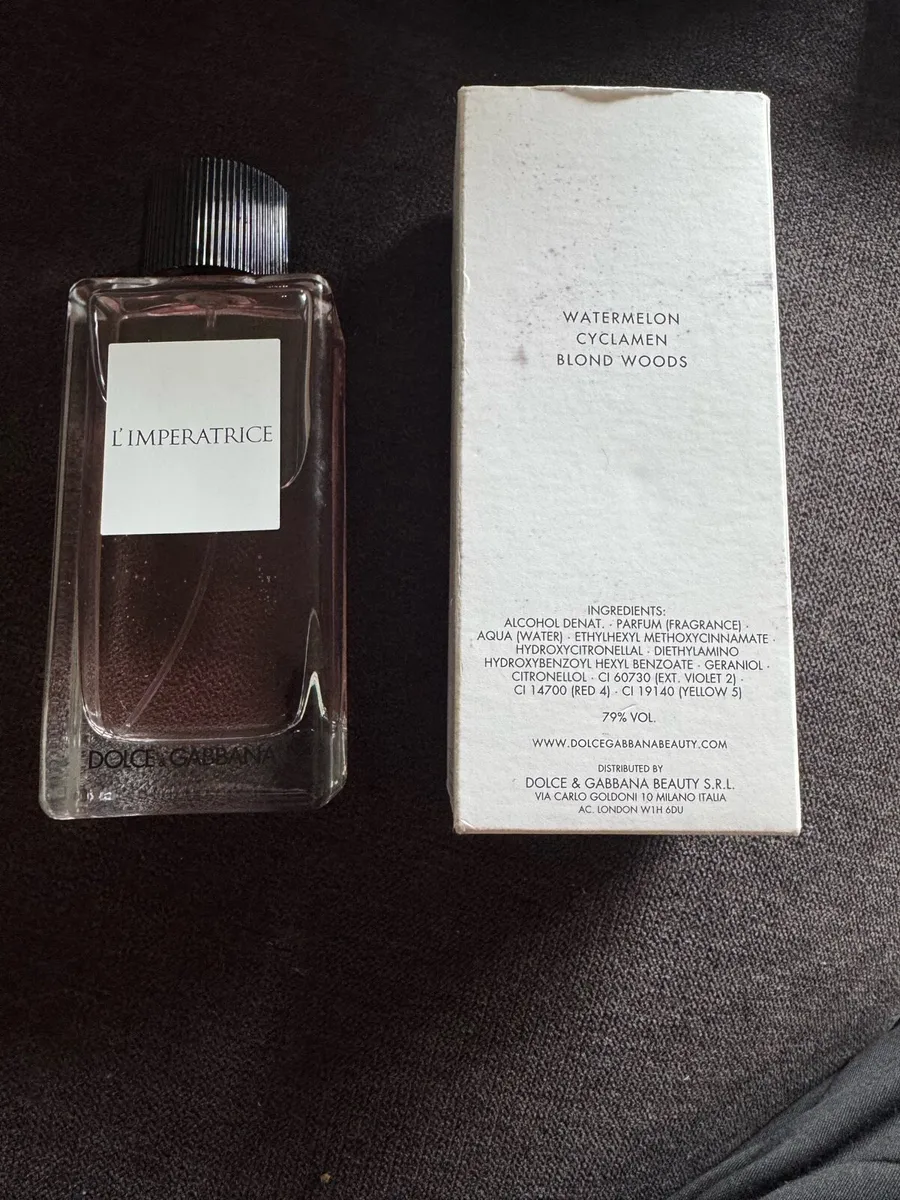 L'IMPERATRICE
DOLCE & GABBANA
WATERMELON
CYCLAMEN
BLOND WOODS
INGREDIENTS:
ALCOHOL DENAT. · PARFUM (FRAGRANCE) ·
AQUA (WATER) · ETHYLHEXYL METHOXYCINNAMATE ·
HYDROXYCITRONELLAL · DIETHYLAMINO
HYDROXYBENZOYL HEXYL BENZOATE · GERANIOL ·
CITRONELLOL · CI 60730 (EXT. VIOLET 2) ·
CI 14700 (RED 4) · CI 19140 (YELLOW 5)
79% VOL.
WWW.DOLCEGABBANABEAUTY.COM
DISTRIBUTED BY
DOLCE & GABBANA BEAUTY S.R.L.
VIA CARLO GOLDONI 10 MILANO ITALIA
AC. LONDON W1H 6DU